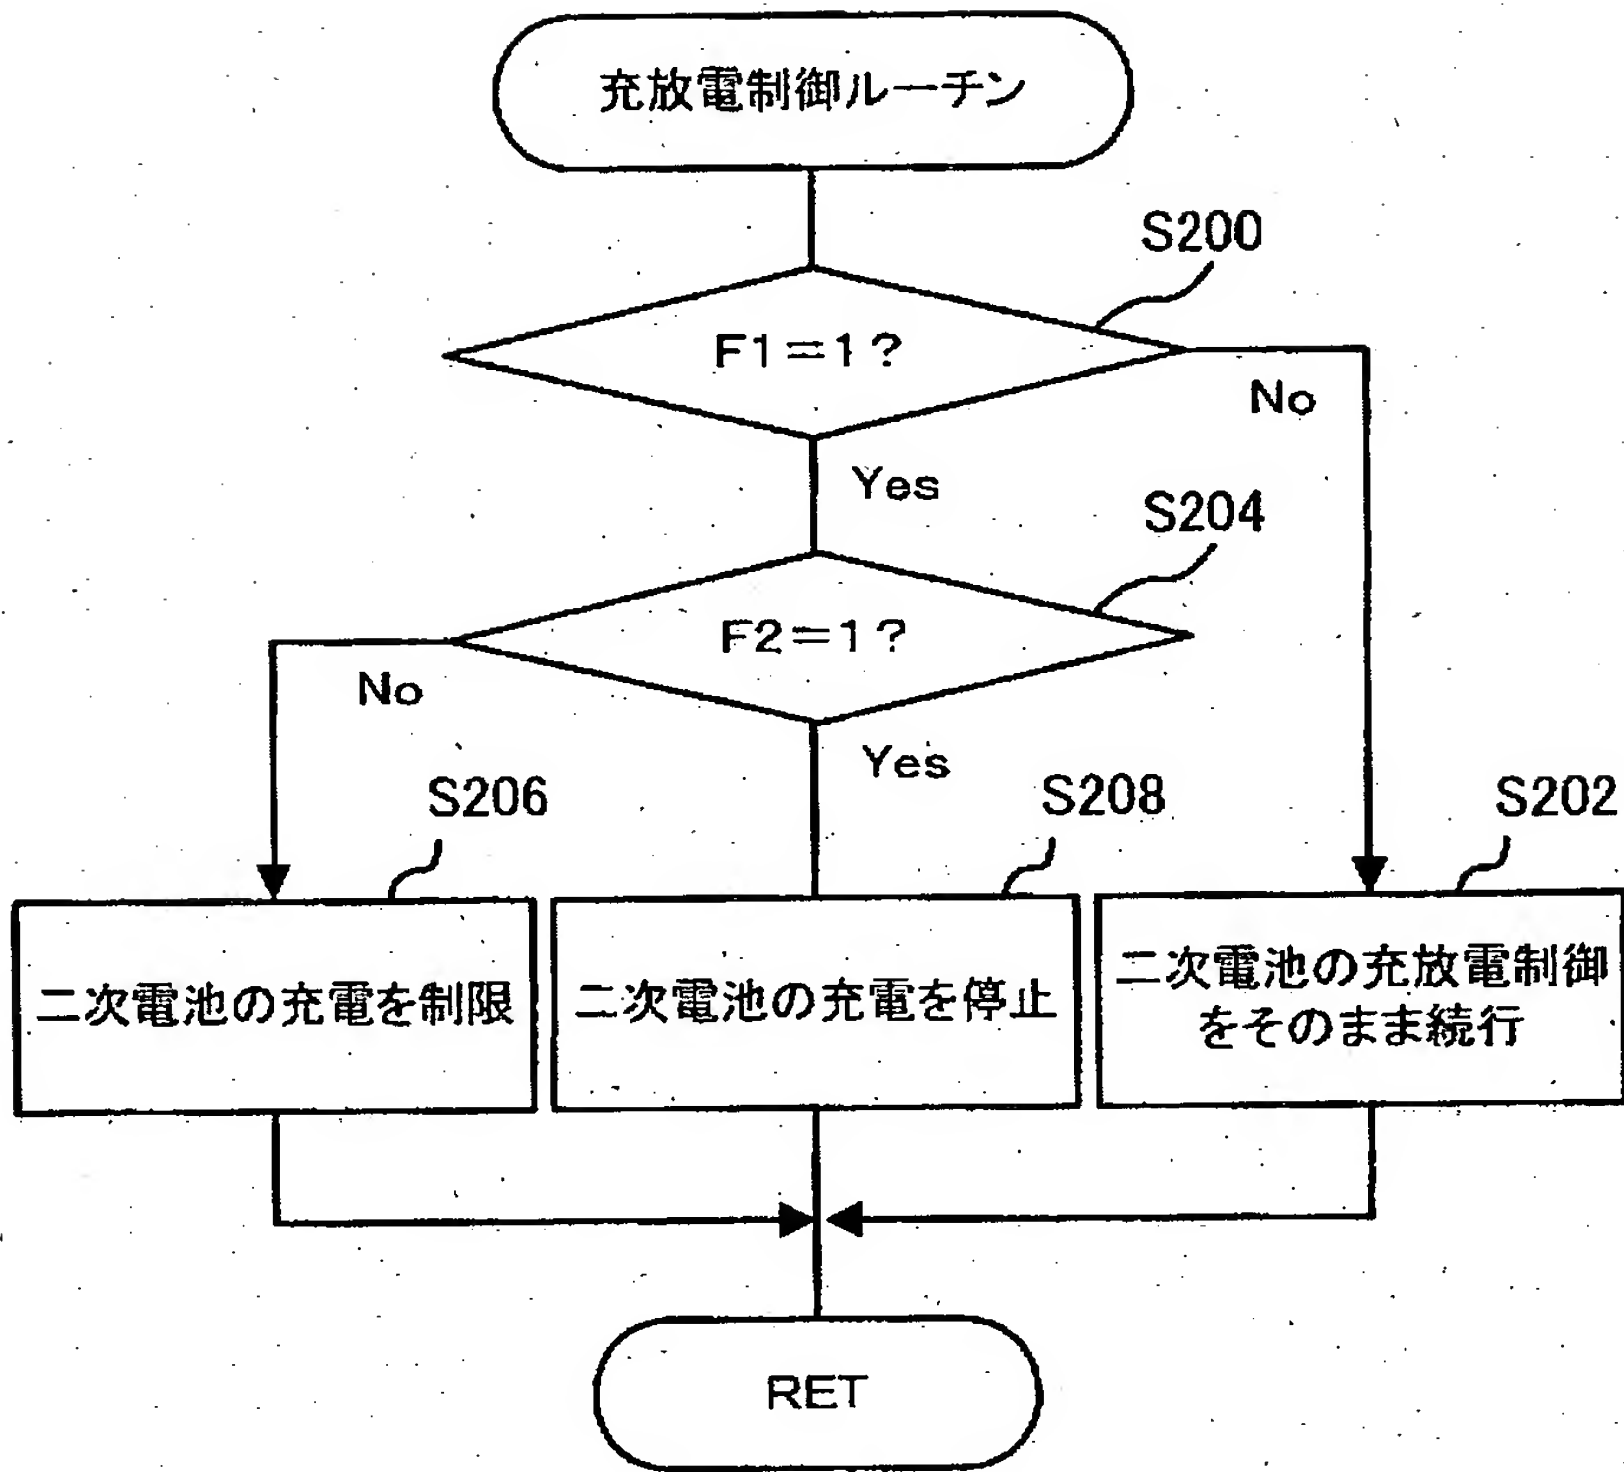 充放電制御ルーチン
S200
F1=1?
No
Yes
S204
F2=1?
No
Yes
S206
S208
S202
二次電池の充電を制限
二次電池の充電を停止
二次電池の充放電制御
をそのまま続行
RET